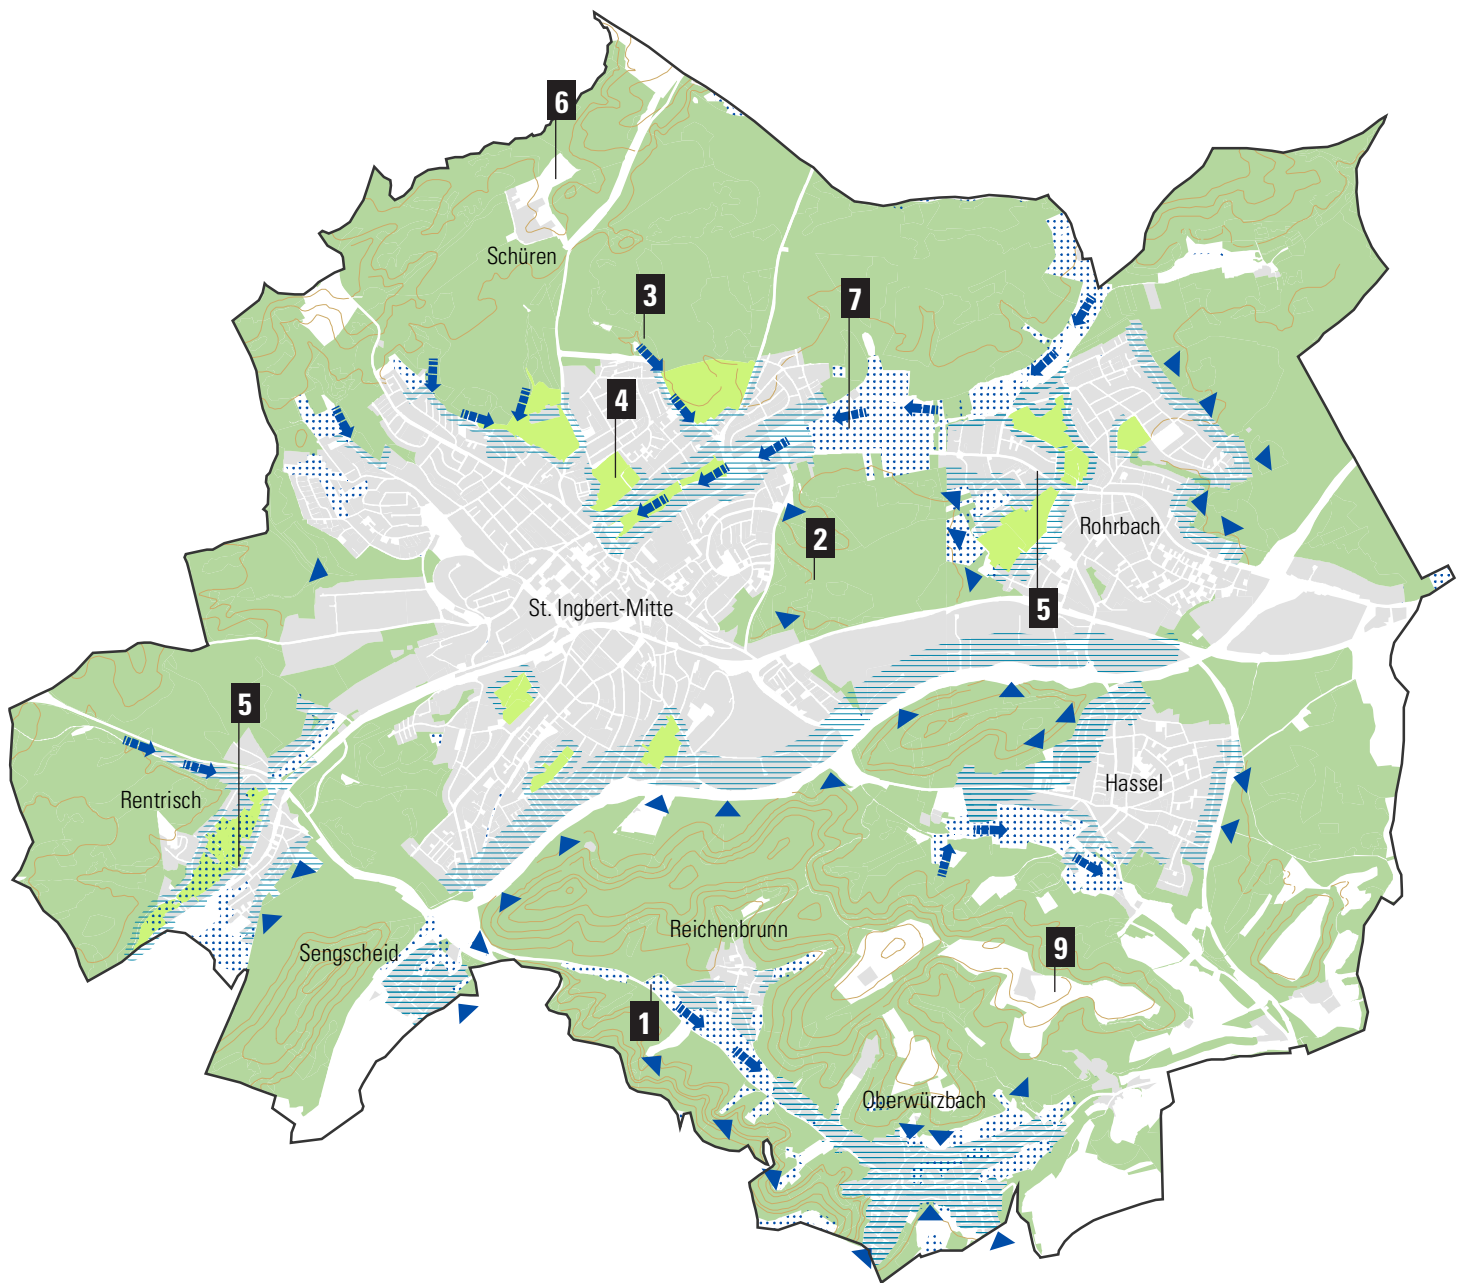 6
Schüren
3
7
4
2
Rohrbach
St. Ingbert-Mitte
5
5
Rentrisch
Hassel
Reichenbrunn
Sengscheid
9
1
Oberwürzbach